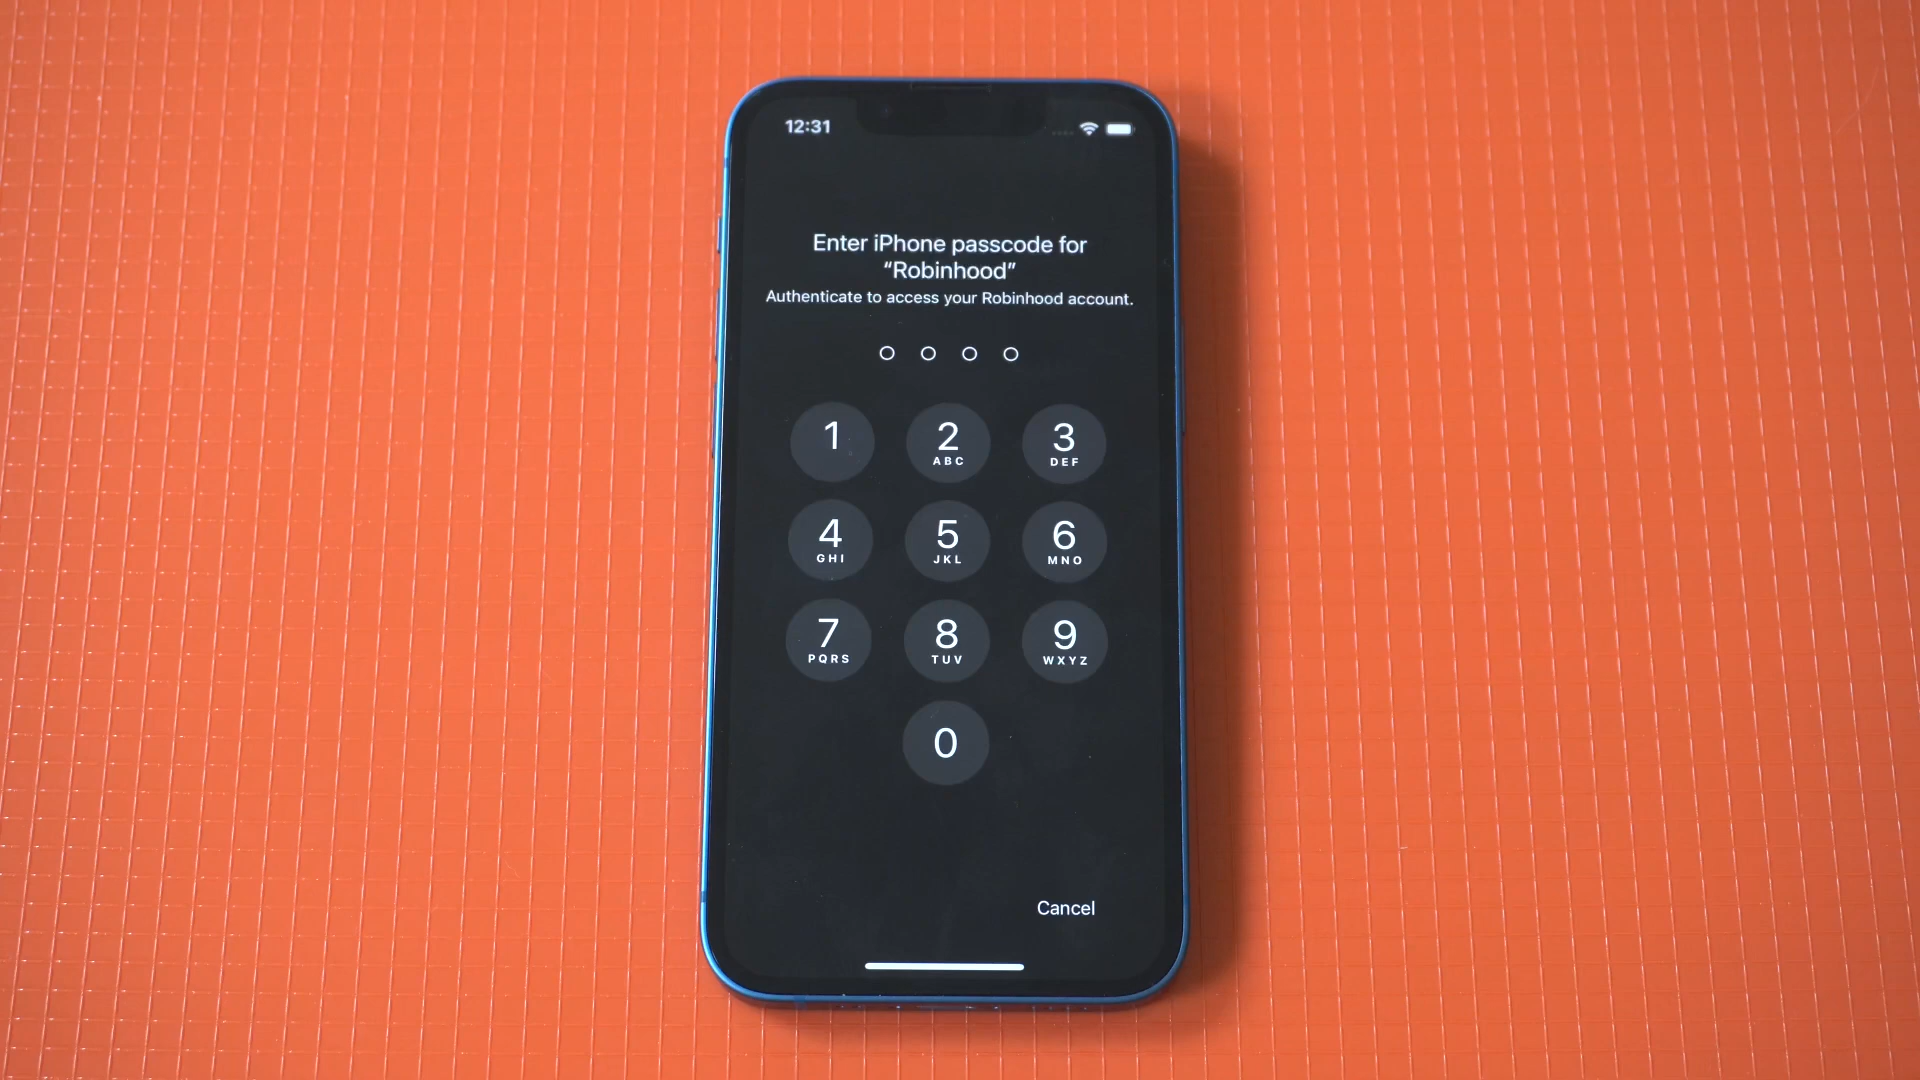 12:31
Enter iPhone passcode for
“Robinhood”
Authenticate to access your Robinhood account.
1
2
ABC
3
DEF
4
GHI
5
JKL
6
MNO
7
PQRS
8
TUV
9
WXYZ
0
Cancel